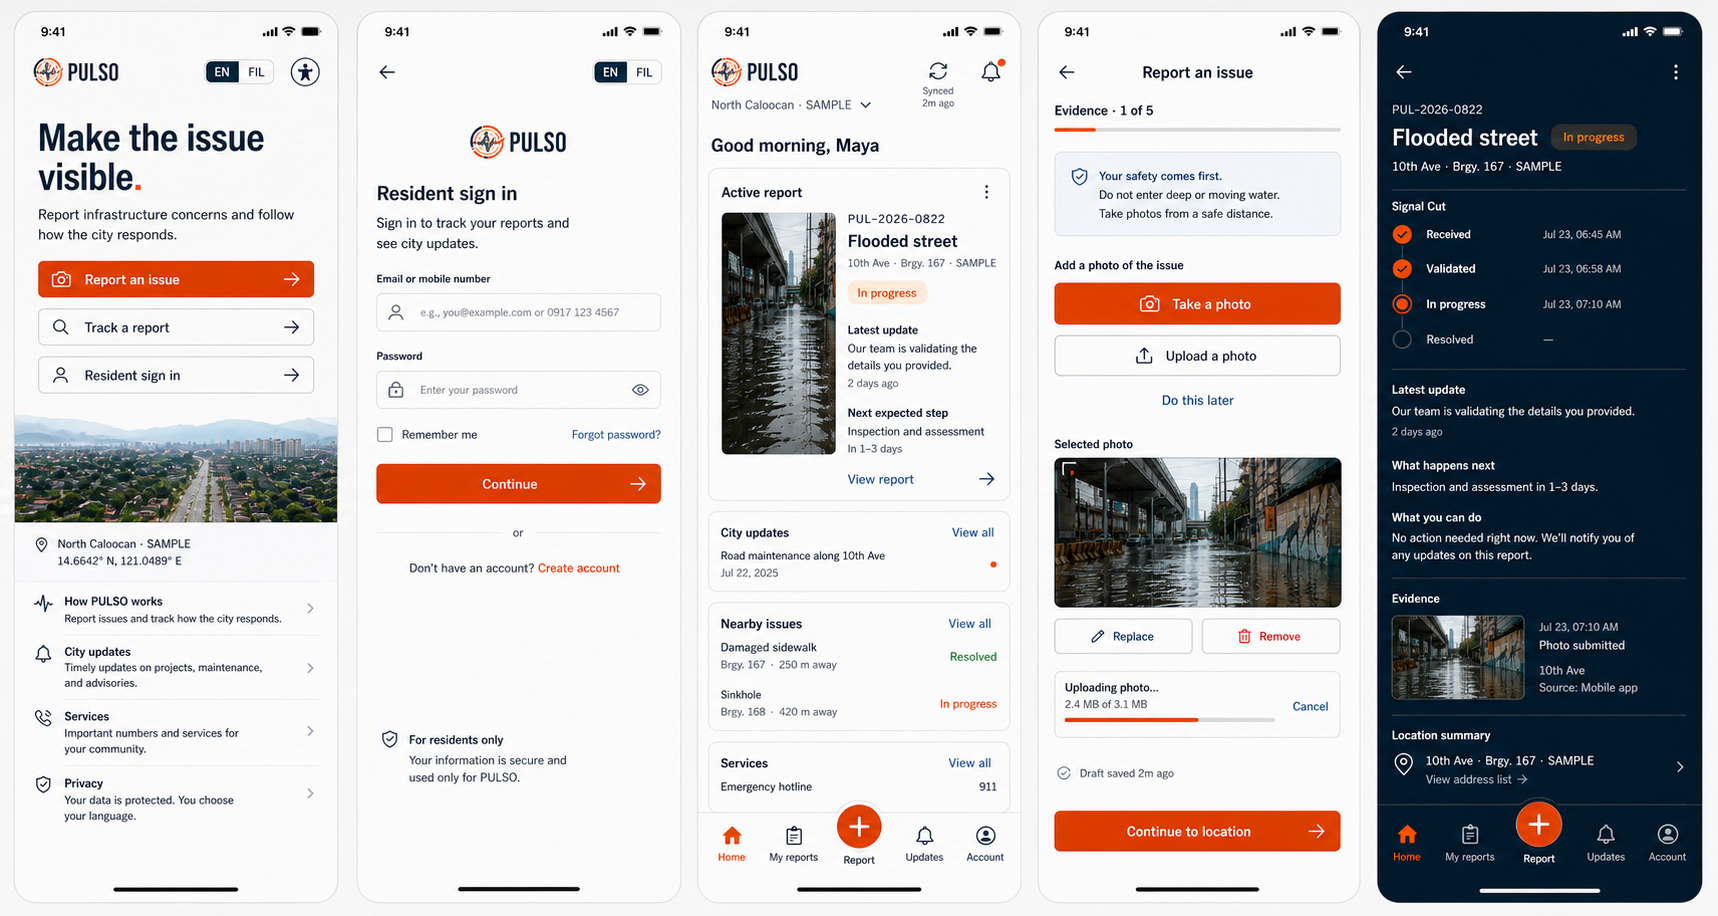 9:41
PULSO
EN FIL
Make the issue
visible.
Report infrastructure concerns and follow
how the city responds.
Report an issue
Track a report
Resident sign in
North Caloocan · SAMPLE
14.6642° N, 121.0489° E
How PULSO works
Report issues and track how the city responds.
City updates
Timely updates on projects, maintenance,
and advisories.
Services
Important numbers and services for
your community.
Privacy
Your data is protected. You choose
your language.
9:41
EN FIL
PULSO
Resident sign in
Sign in to track your reports and
see city updates.
Email or mobile number
e.g., you@example.com or 0917 123 4567
Password
Enter your password
Remember me
Forgot password?
Continue
or
Don't have an account? Create account
For residents only
Your information is secure and
used only for PULSO.
9:41
PULSO
Synced
2m ago
North Caloocan · SAMPLE
Good morning, Maya
Active report
PUL-2026-0822
Flooded street
10th Ave · Brgy. 167 · SAMPLE
In progress
Latest update
Our team is validating the
details you provided.
2 days ago
Next expected step
Inspection and assessment
In 1–3 days
View report
City updates
View all
Road maintenance along 10th Ave
Jul 22, 2025
Nearby issues
View all
Damaged sidewalk
Brgy. 167 · 250 m away
Resolved
Sinkhole
Brgy. 168 · 420 m away
In progress
Services
View all
Emergency hotline
911
Home
My reports
Report
Updates
Account
9:41
Report an issue
Evidence · 1 of 5
Your safety comes first.
Do not enter deep or moving water.
Take photos from a safe distance.
Add a photo of the issue
Take a photo
Upload a photo
Do this later
Selected photo
Replace
Remove
Uploading photo...
2.4 MB of 3.1 MB
Cancel
Draft saved 2m ago
Continue to location
9:41
PUL-2026-0822
Flooded street
In progress
10th Ave · Brgy. 167 · SAMPLE
Signal Cut
Received
Jul 23, 06:45 AM
Validated
Jul 23, 06:58 AM
In progress
Jul 23, 07:10 AM
Resolved
—
Latest update
Our team is validating the details you provided.
2 days ago
What happens next
Inspection and assessment in 1–3 days.
What you can do
No action needed right now. We'll notify you of
any updates on this report.
Evidence
Jul 23, 07:10 AM
Photo submitted
10th Ave
Source: Mobile app
Location summary
10th Ave · Brgy. 167 · SAMPLE
View address list →
Home
My reports
Report
Updates
Account